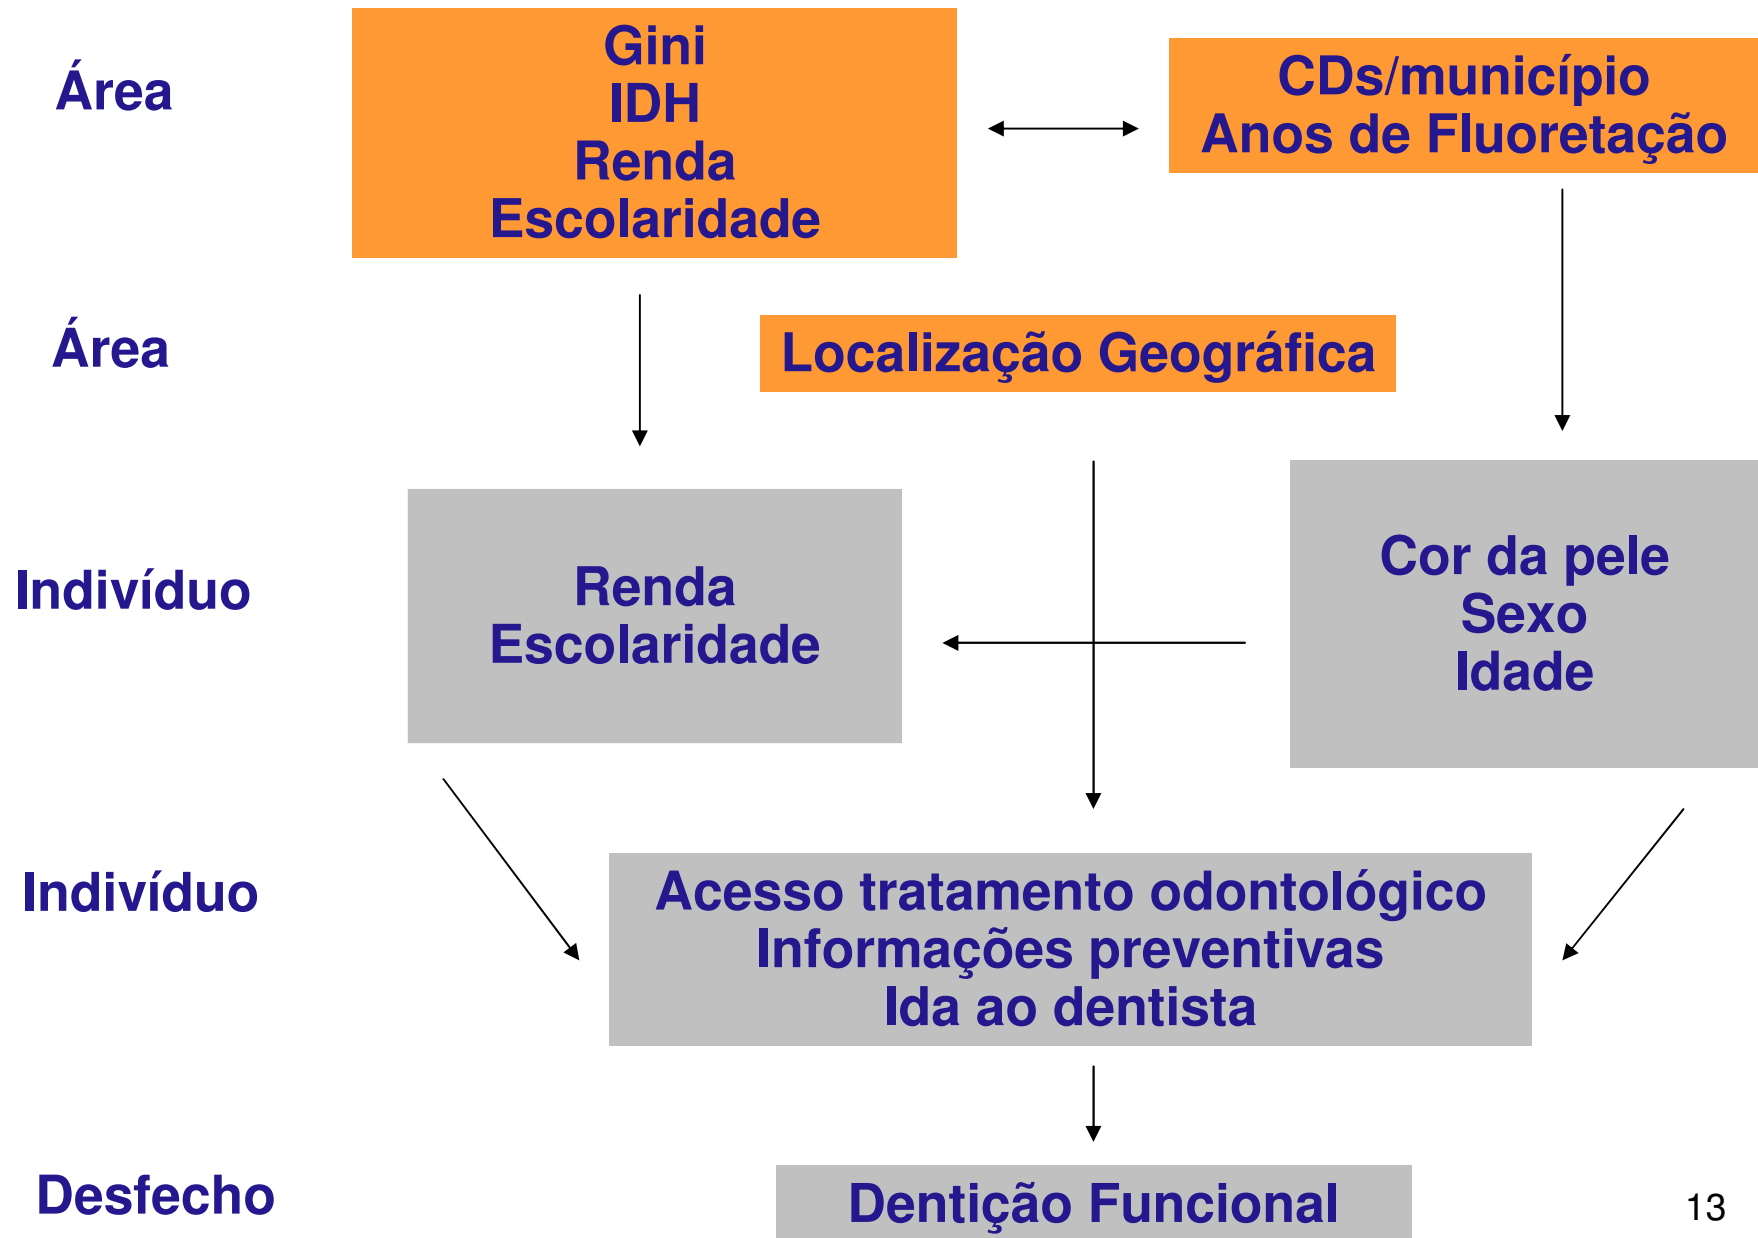 Área
Gini
IDH
Renda
Escolaridade
CDs/município
Anos de Fluoretação
Área
Localização Geográfica
Indivíduo
Renda
Escolaridade
Cor da pele
Sexo
Idade
Indivíduo
Acesso tratamento odontológico
Informações preventivas
Ida ao dentista
Desfecho
Dentição Funcional
13